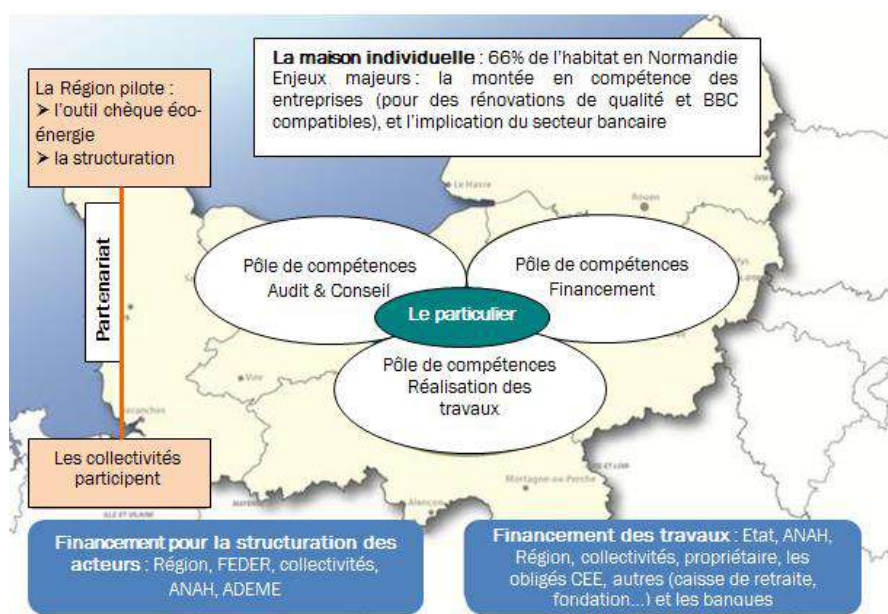 La maison individuelle : 66% de l'habitat en Normandie
Enjeux majeurs : la montée en compétence des
entreprises (pour des rénovations de qualité et BBC
compatibles), et l'implication du secteur bancaire
La Région pilote :
➤ l'outil chèque éco-
énergie
➤ la structuration
Partenariat
Les collectivités
participent
Le Havre
Rouen
Pôle de compétences
Audit & Conseil
Pôle de compétences
Financement
Le particulier
Pôle de compétences
Réalisation des
travaux
Vire
Mortagne-au-Perche
Alençon
ILLE ET VILAINE
Financement pour la structuration des
acteurs : Région, FEDER, collectivités,
ANAH, ADEME
Financement des travaux : Etat, ANAH,
Région, collectivités, propriétaire, les
obligés CEE, autres (caisse de retraite,
fondation...) et les banques